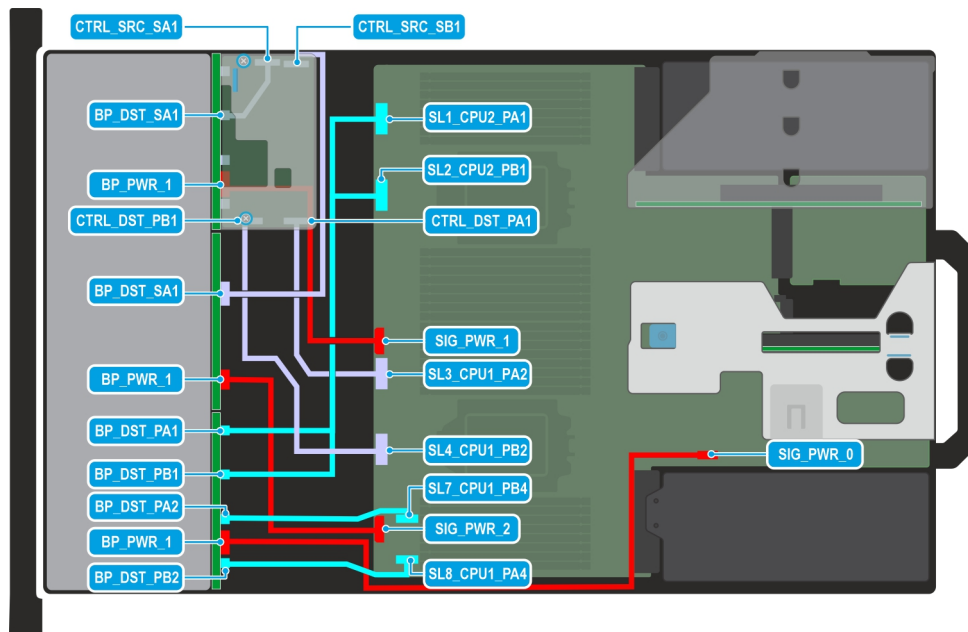 CTRL_SRC_SA1
CTRL_SRC_SB1
BP_DST_SA1
SL1_CPU2_PA1
SL2_CPU2_PB1
BP_PWR_1
CTRL_DST_PB1
CTRL_DST_PA1
BP_DST_SA1
SIG_PWR_1
SL3_CPU1_PA2
BP_PWR_1
BP_DST_PA1
SL4_CPU1_PB2
SIG_PWR_0
BP_DST_PB1
SL7_CPU1_PB4
BP_DST_PA2
SIG_PWR_2
BP_PWR_1
BP_DST_PB2
SL8_CPU1_PA4